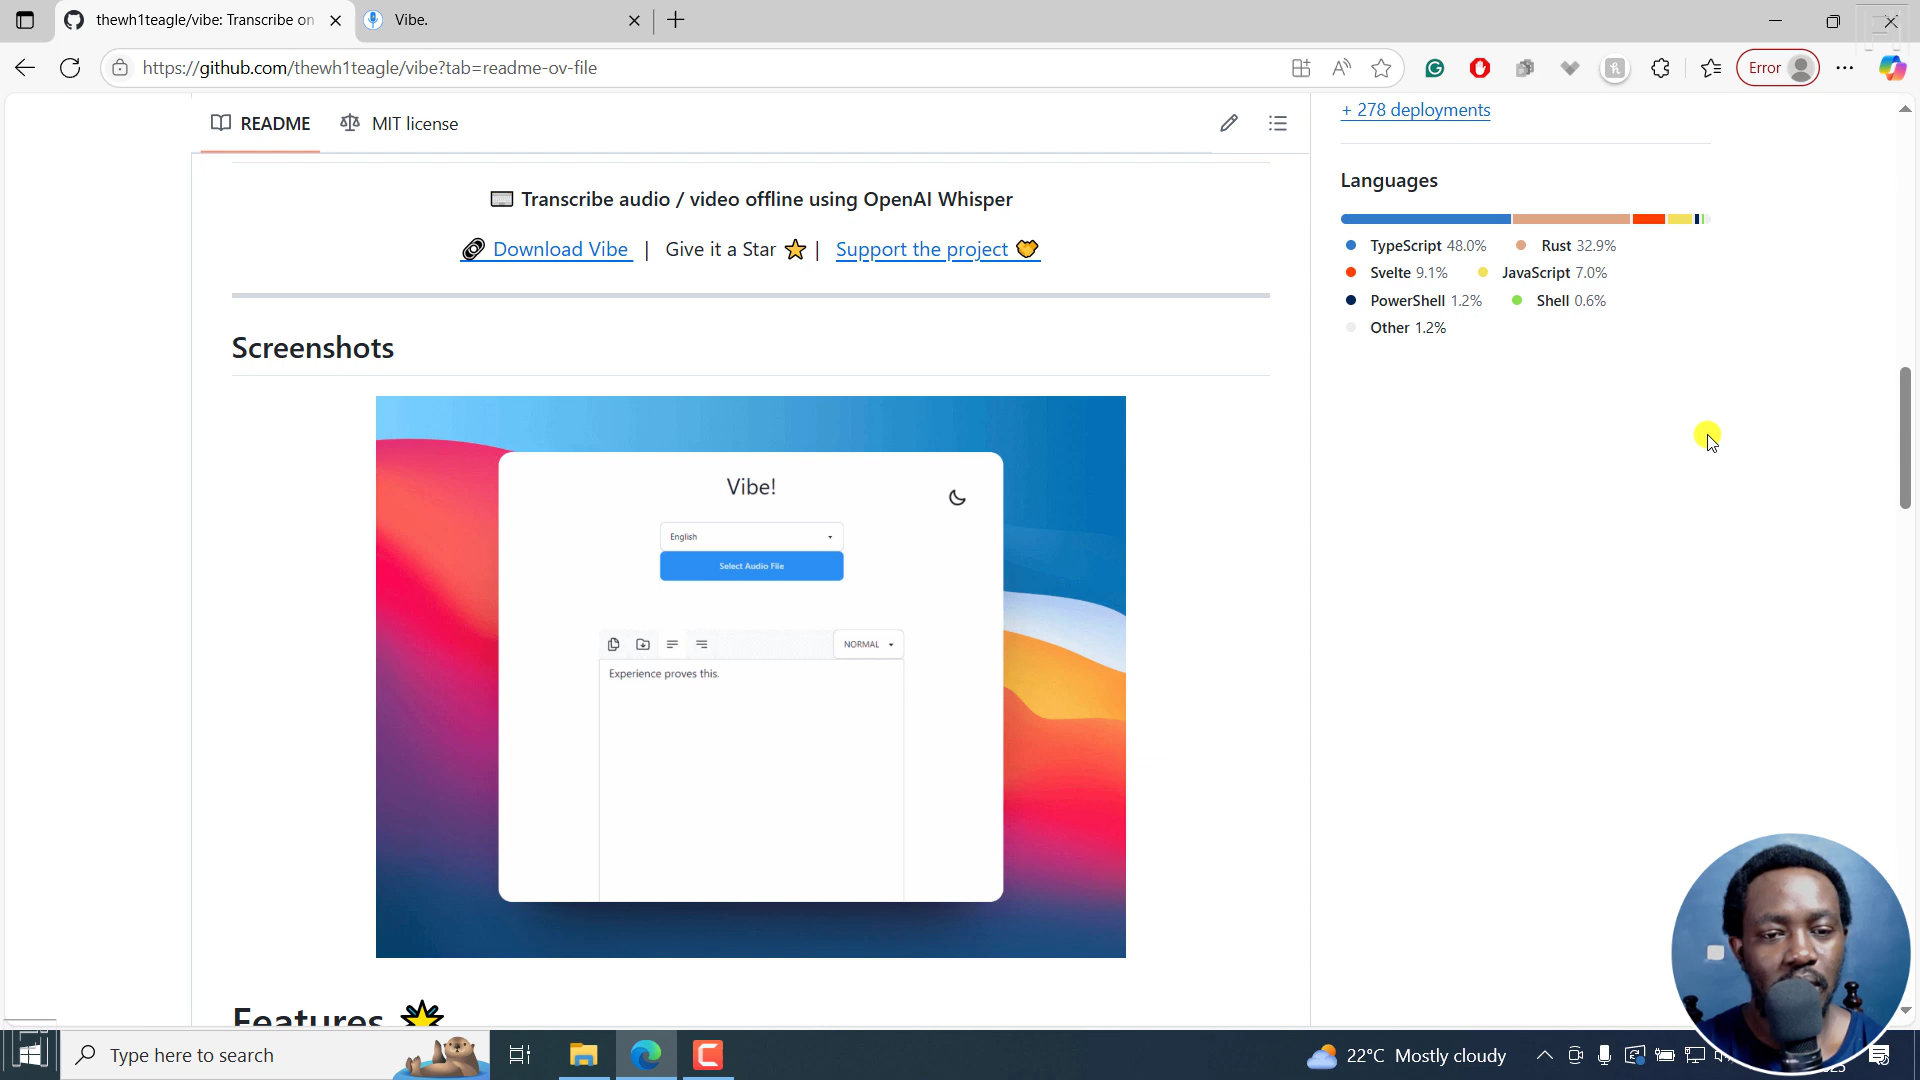 thewh1teagle/vibe: Transcribe on
Vibe.
https://github.com/thewh1teagle/vibe?tab=readme-ov-file
Error
README
MIT license
+ 278 deployments
Languages
TypeScript 48.0%
Rust 32.9%
Svelte 9.1%
JavaScript 7.0%
PowerShell 1.2%
Shell 0.6%
Other 1.2%
⌨️ Transcribe audio / video offline using OpenAI Whisper
🔗 Download Vibe | Give it a Star ⭐ | Support the project 🤝
Screenshots
Vibe!
English
Select Audio File
NORMAL
Experience proves this.
Features 🌟
Type here to search
22°C Mostly cloudy